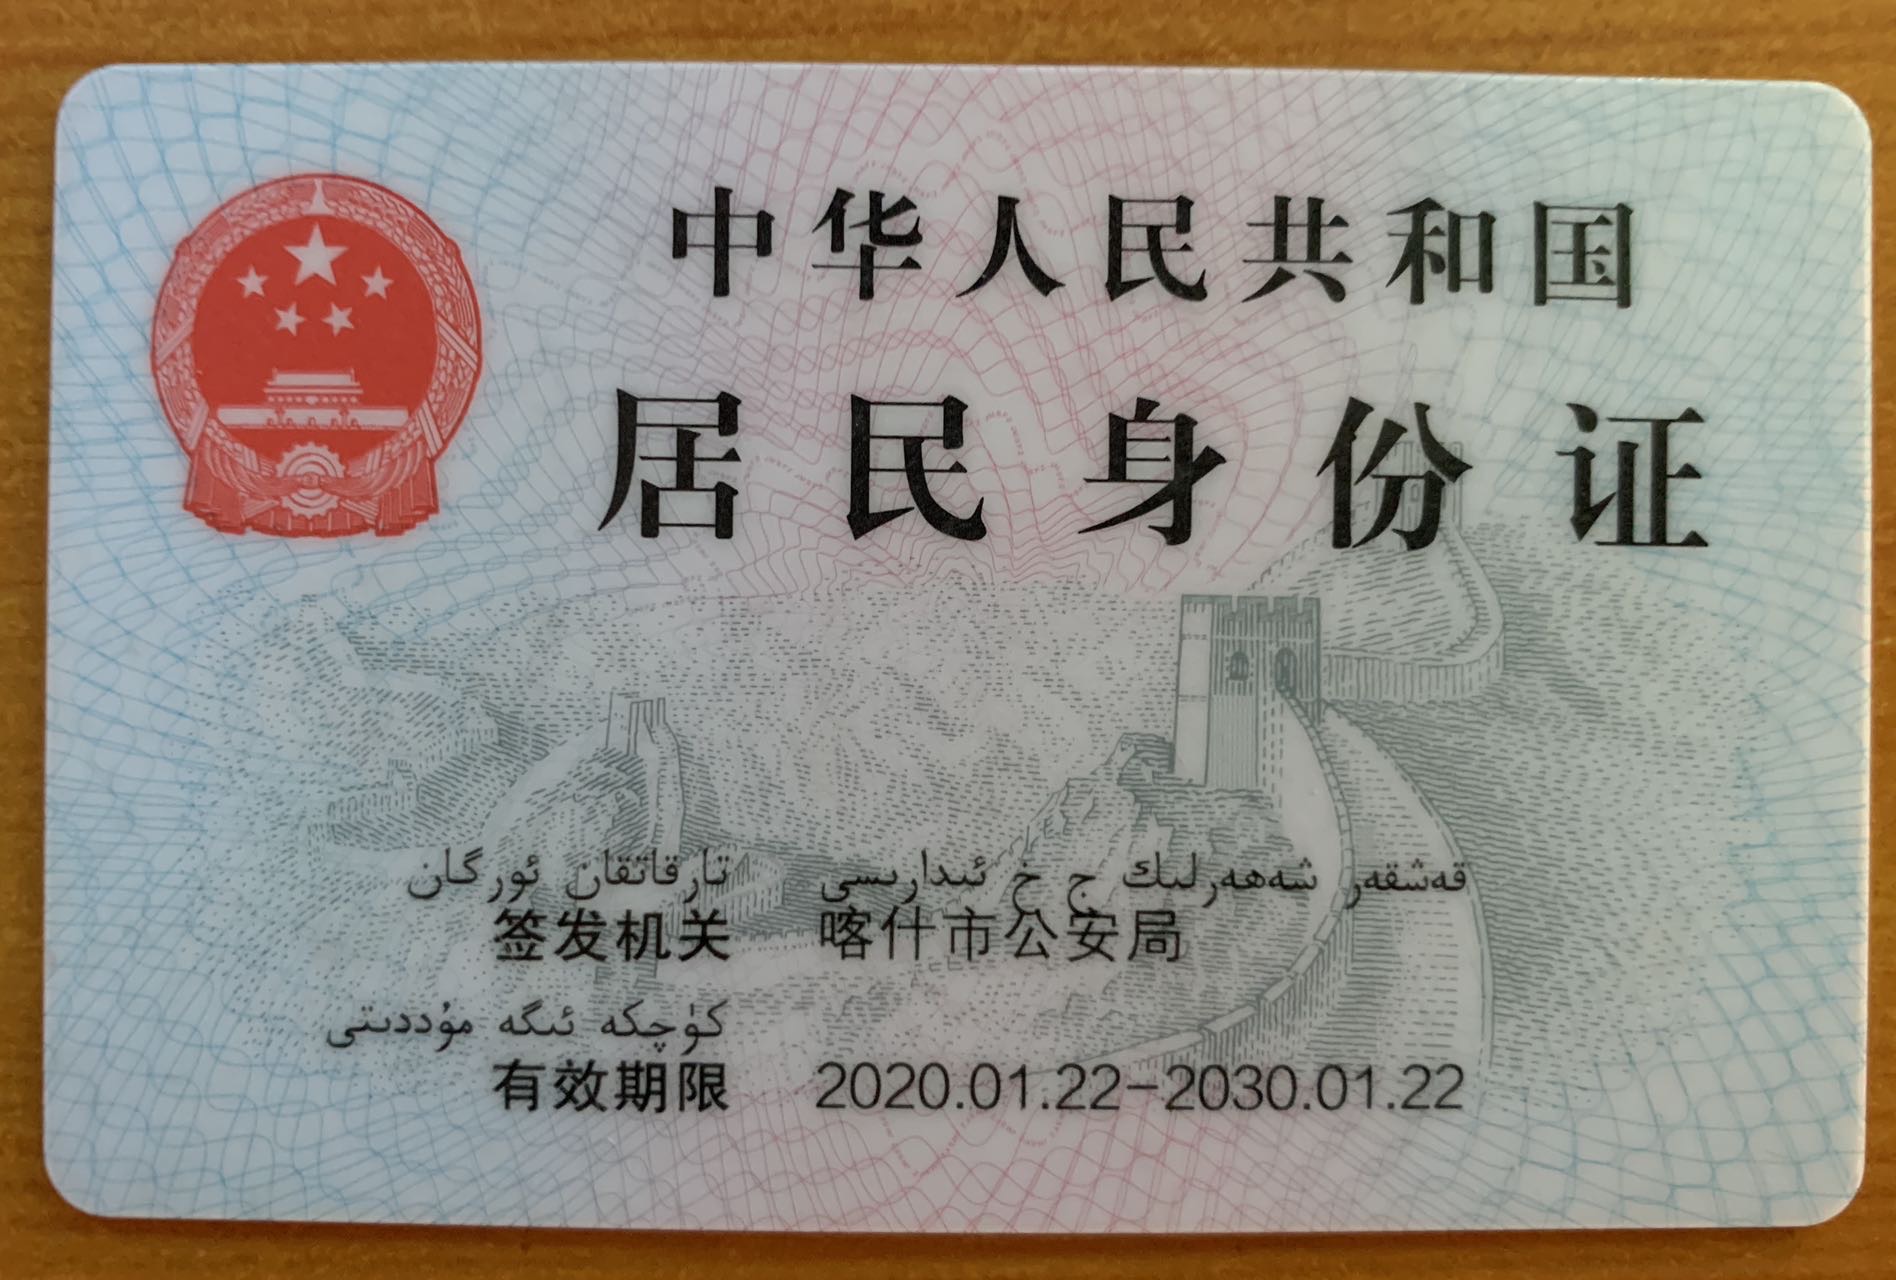 中华人民共和国
居民身份证
تارقاتقان ئورگان قەشقەر شەھەرلىك ج خ ئىدارىسى
签发机关 喀什市公安局
كۈچكە ئىگە مۇددىتى
有效期限 2020.01.22-2030.01.22